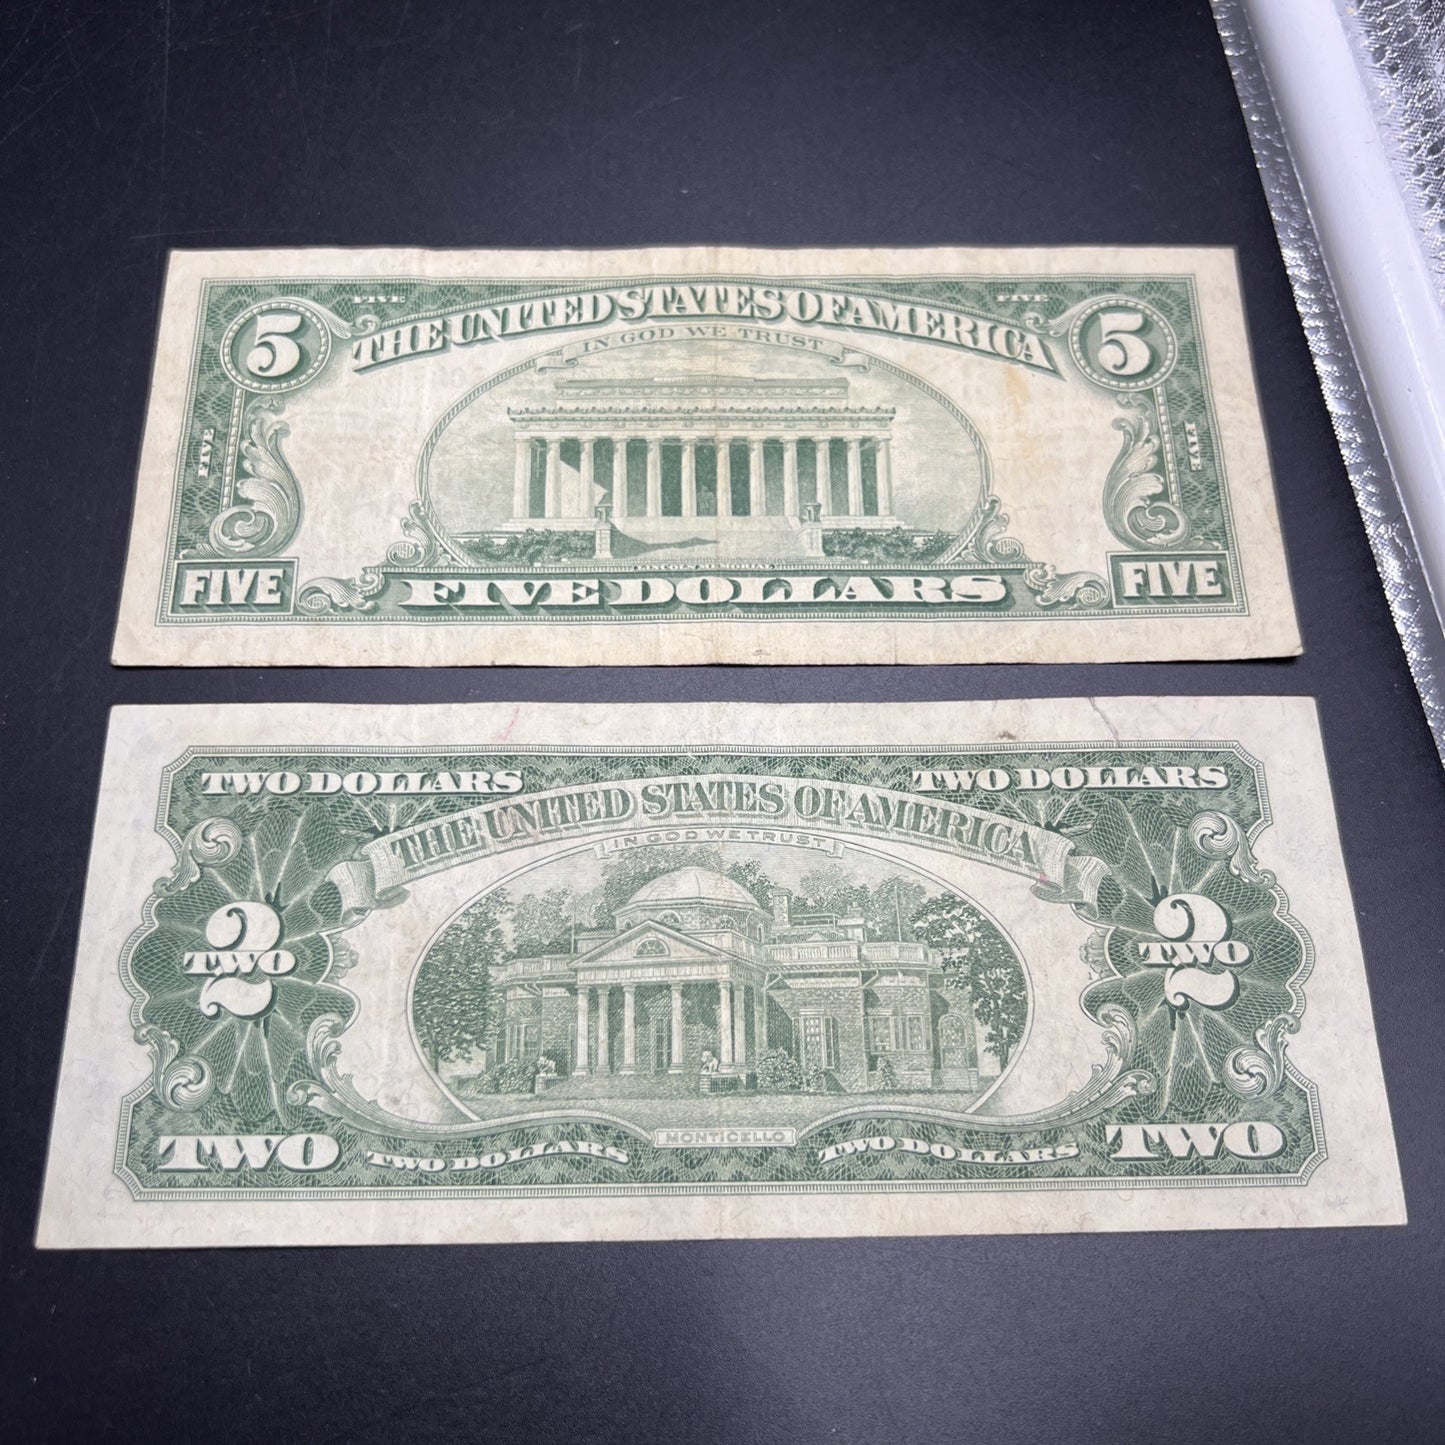 FIVE FIVE
5 THE UNITED STATES OF AMERICA 5
IN GOD WE TRUST
FIVE FIVE
LINCOLN MEMORIAL
FIVE FIVE DOLLARS FIVE
TWO DOLLARS TWO DOLLARS
THE UNITED STATES OF AMERICA
IN GOD WE TRUST
2 2
TWO TWO
MONTICELLO
TWO TWO DOLLARS TWO DOLLARS TWO